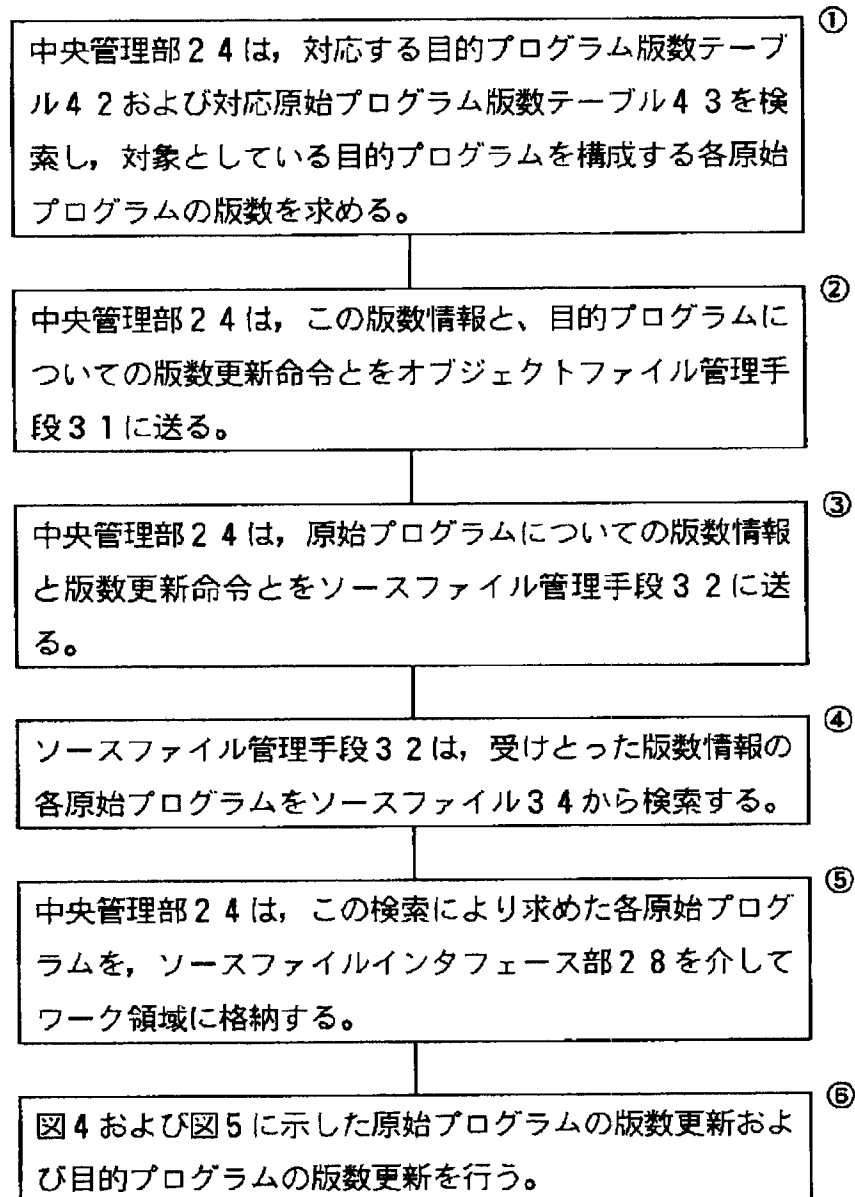 ①
中央管理部24は，対応する目的プログラム版数テーブ
ル42および対応原始プログラム版数テーブル43を検
索し，対象としている目的プログラムを構成する各原始
プログラムの版数を求める。
②
中央管理部24は，この版数情報と、目的プログラムに
ついての版数更新命令とをオブジェクトファイル管理手
段31に送る。
③
中央管理部24は，原始プログラムについての版数情報
と版数更新命令とをソースファイル管理手段32に送
る。
④
ソースファイル管理手段32は，受けとった版数情報の
各原始プログラムをソースファイル34から検索する。
⑤
中央管理部24は，この検索により求めた各原始プログ
ラムを，ソースファイルインタフェース部28を介して
ワーク領域に格納する。
⑥
図4および図5に示した原始プログラムの版数更新およ
び目的プログラムの版数更新を行う。